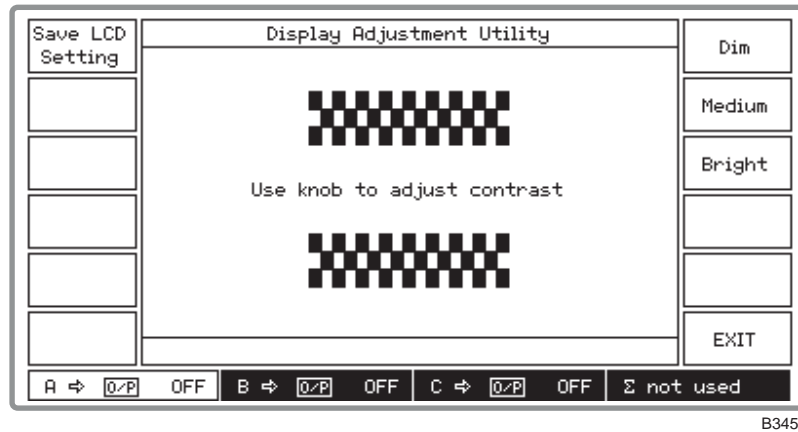 Save LCD
Setting
Display Adjustment Utility
Dim
Medium
Bright
Use knob to adjust contrast
EXIT
A ⇨ O/P OFF B ⇨ O/P OFF C ⇨ O/P OFF Σ not used
B345